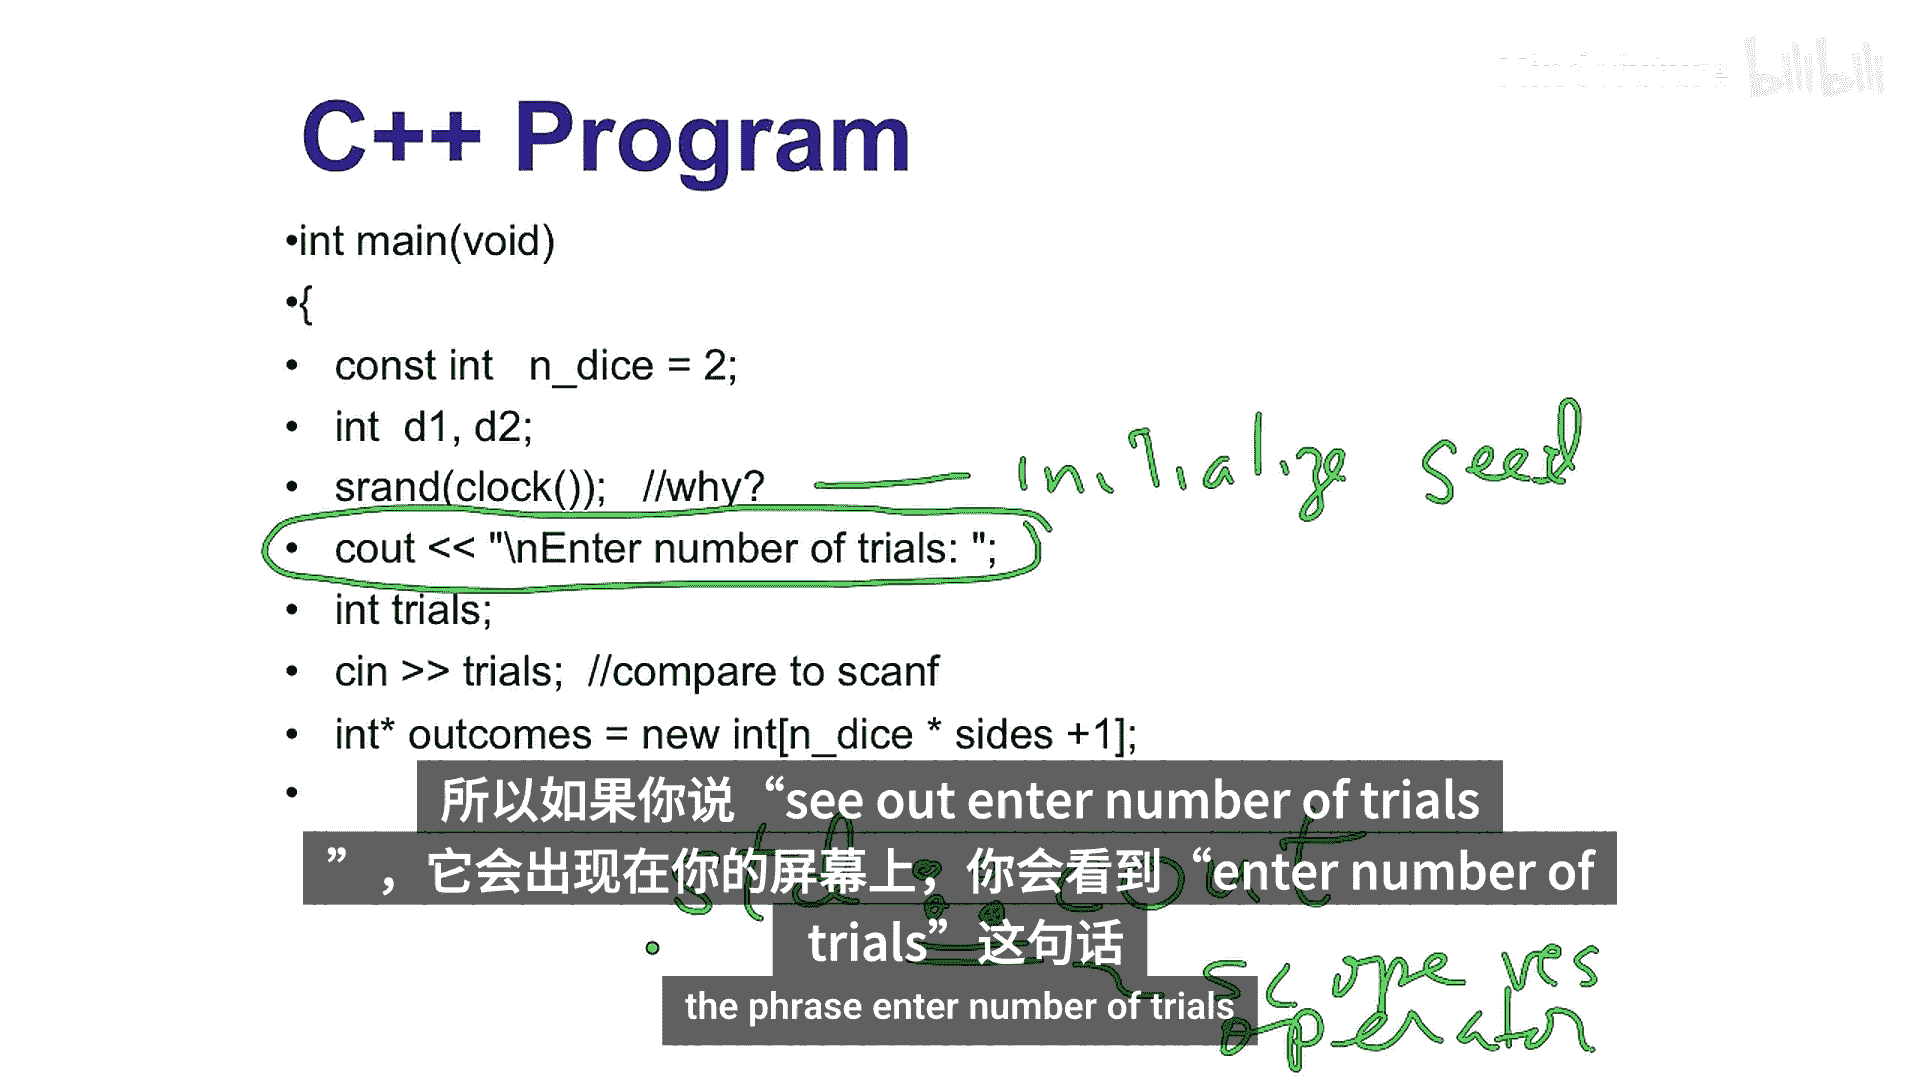 bilibili
C++ Program
•int main(void)
•{
• const int n_dice = 2;
• int d1, d2;
• srand(clock()); //why? — initialize seed
• cout << "\nEnter number of trials: ";
• int trials;
• cin >> trials; //compare to scanf
• int* outcomes = new int[n_dice * sides +1];
•
所以如果你说“see out enter number of trials
”，它会出现在你的屏幕上，你会看到“enter number of
trials”这句话
the phrase enter number of trials
std::cout
scope res
operator